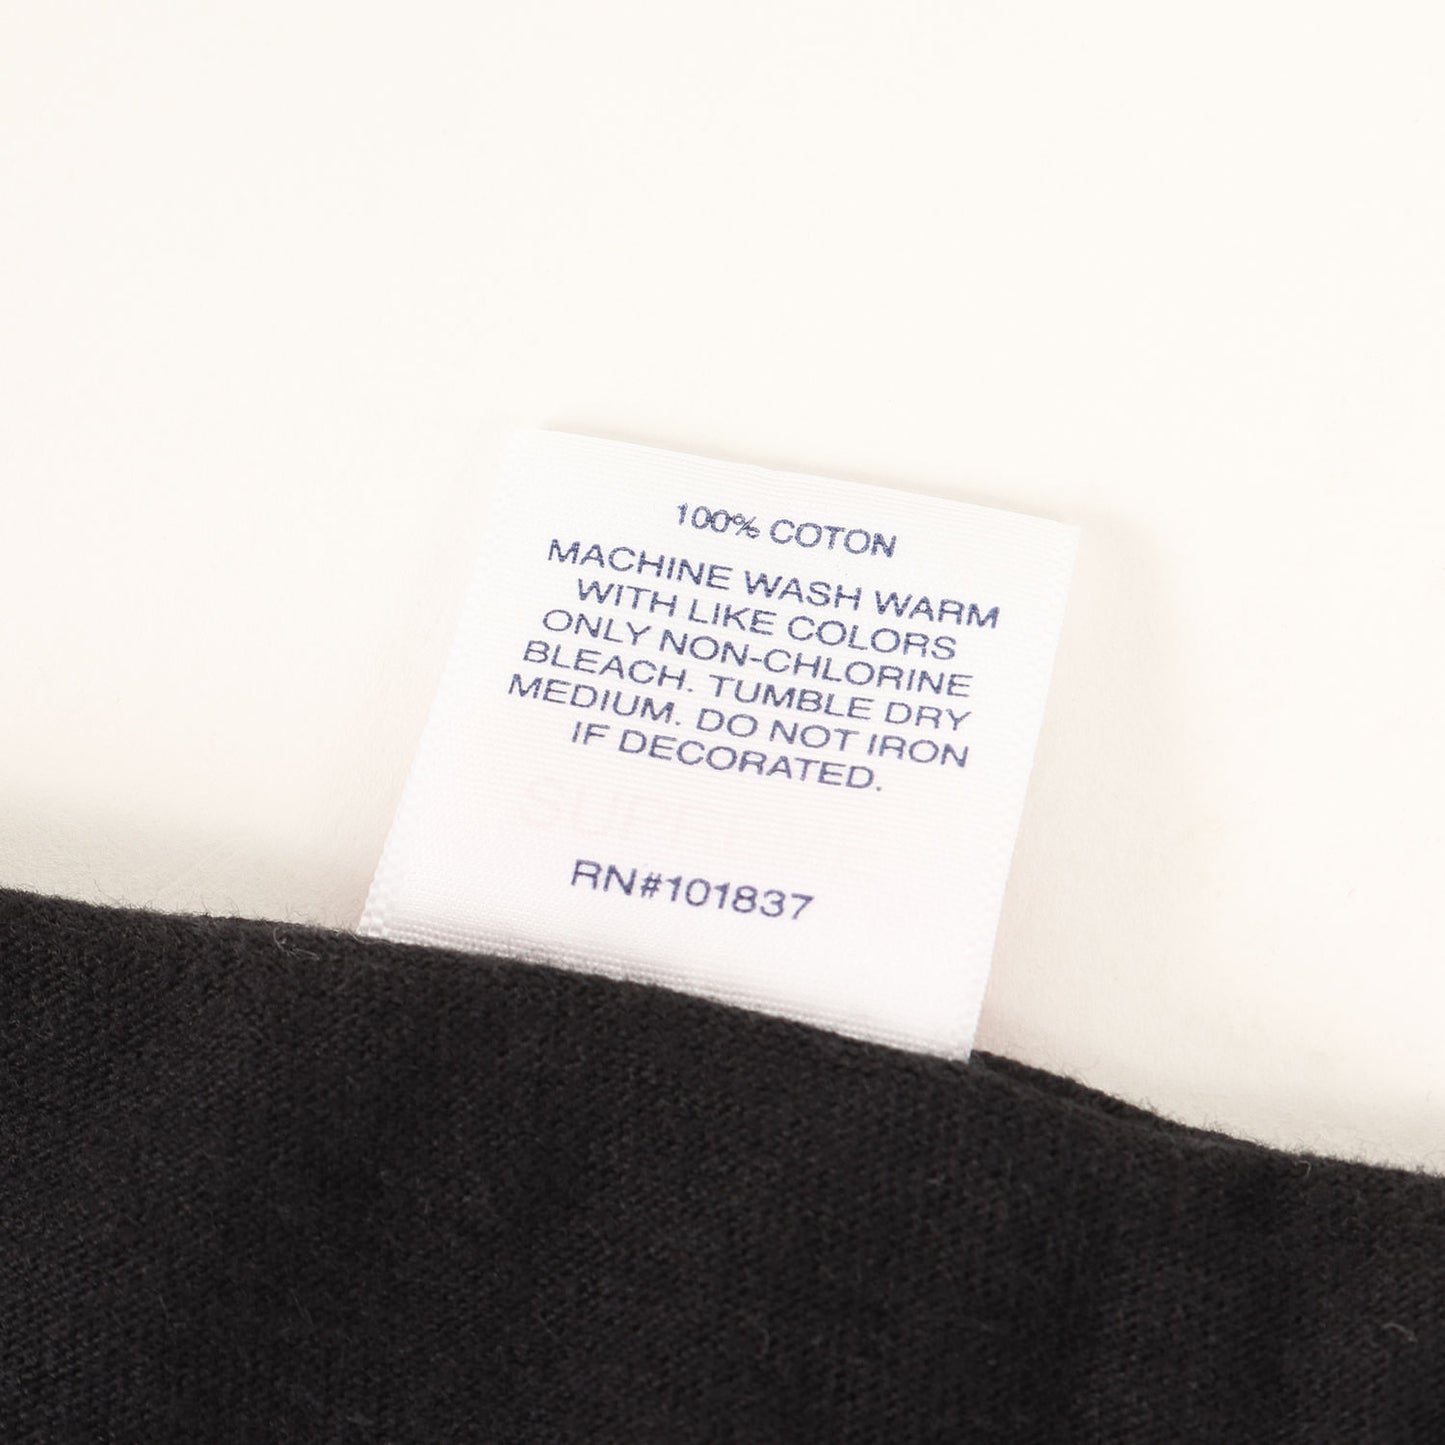 100% COTON
MACHINE WASH WARM
WITH LIKE COLORS
ONLY NON-CHLORINE
BLEACH. TUMBLE DRY
MEDIUM. DO NOT IRON
IF DECORATED.
RN#101837